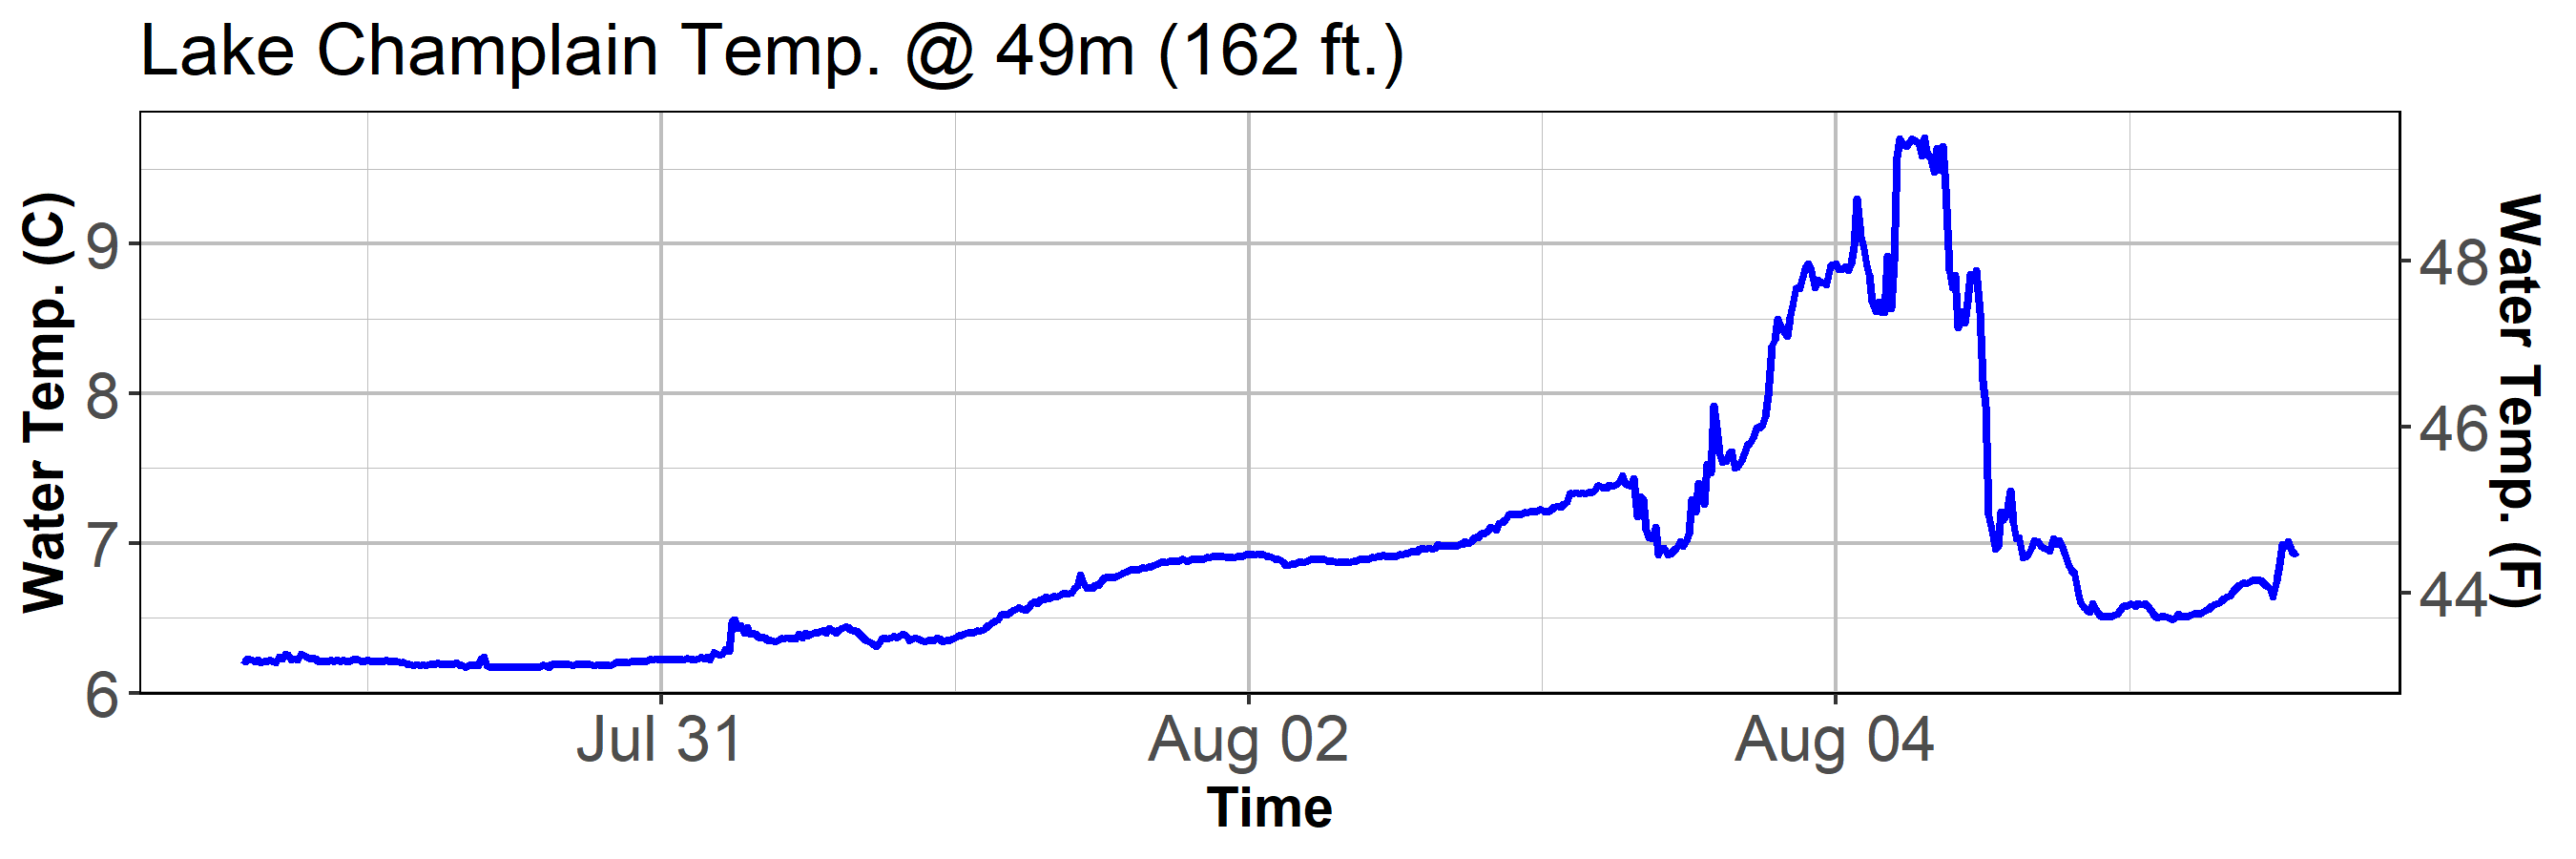 Lake Champlain Temp. @ 49m (162 ft.)
Water Temp. (C)
9
8
7
6
48
46
44
Water Temp. (F)
Jul 31
Aug 02
Aug 04
Time